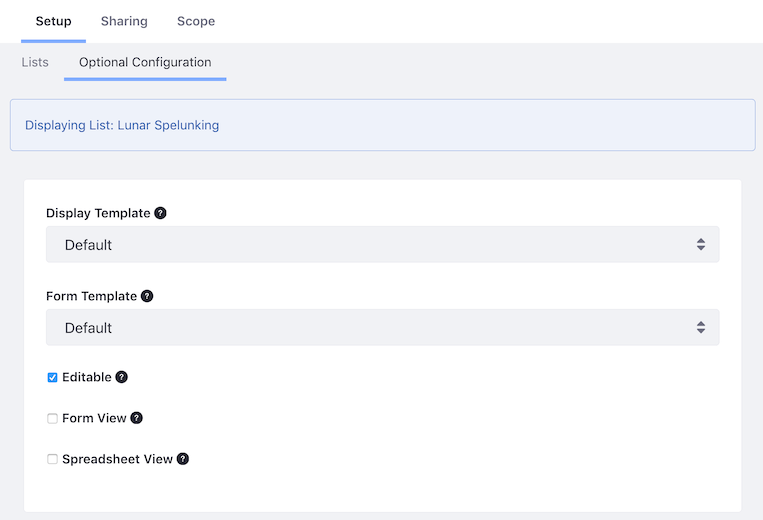 Setup Sharing Scope
Lists Optional Configuration
Displaying List: Lunar Spelunking
Display Template ?
Default
Form Template ?
Default
Editable ?
Form View ?
Spreadsheet View ?